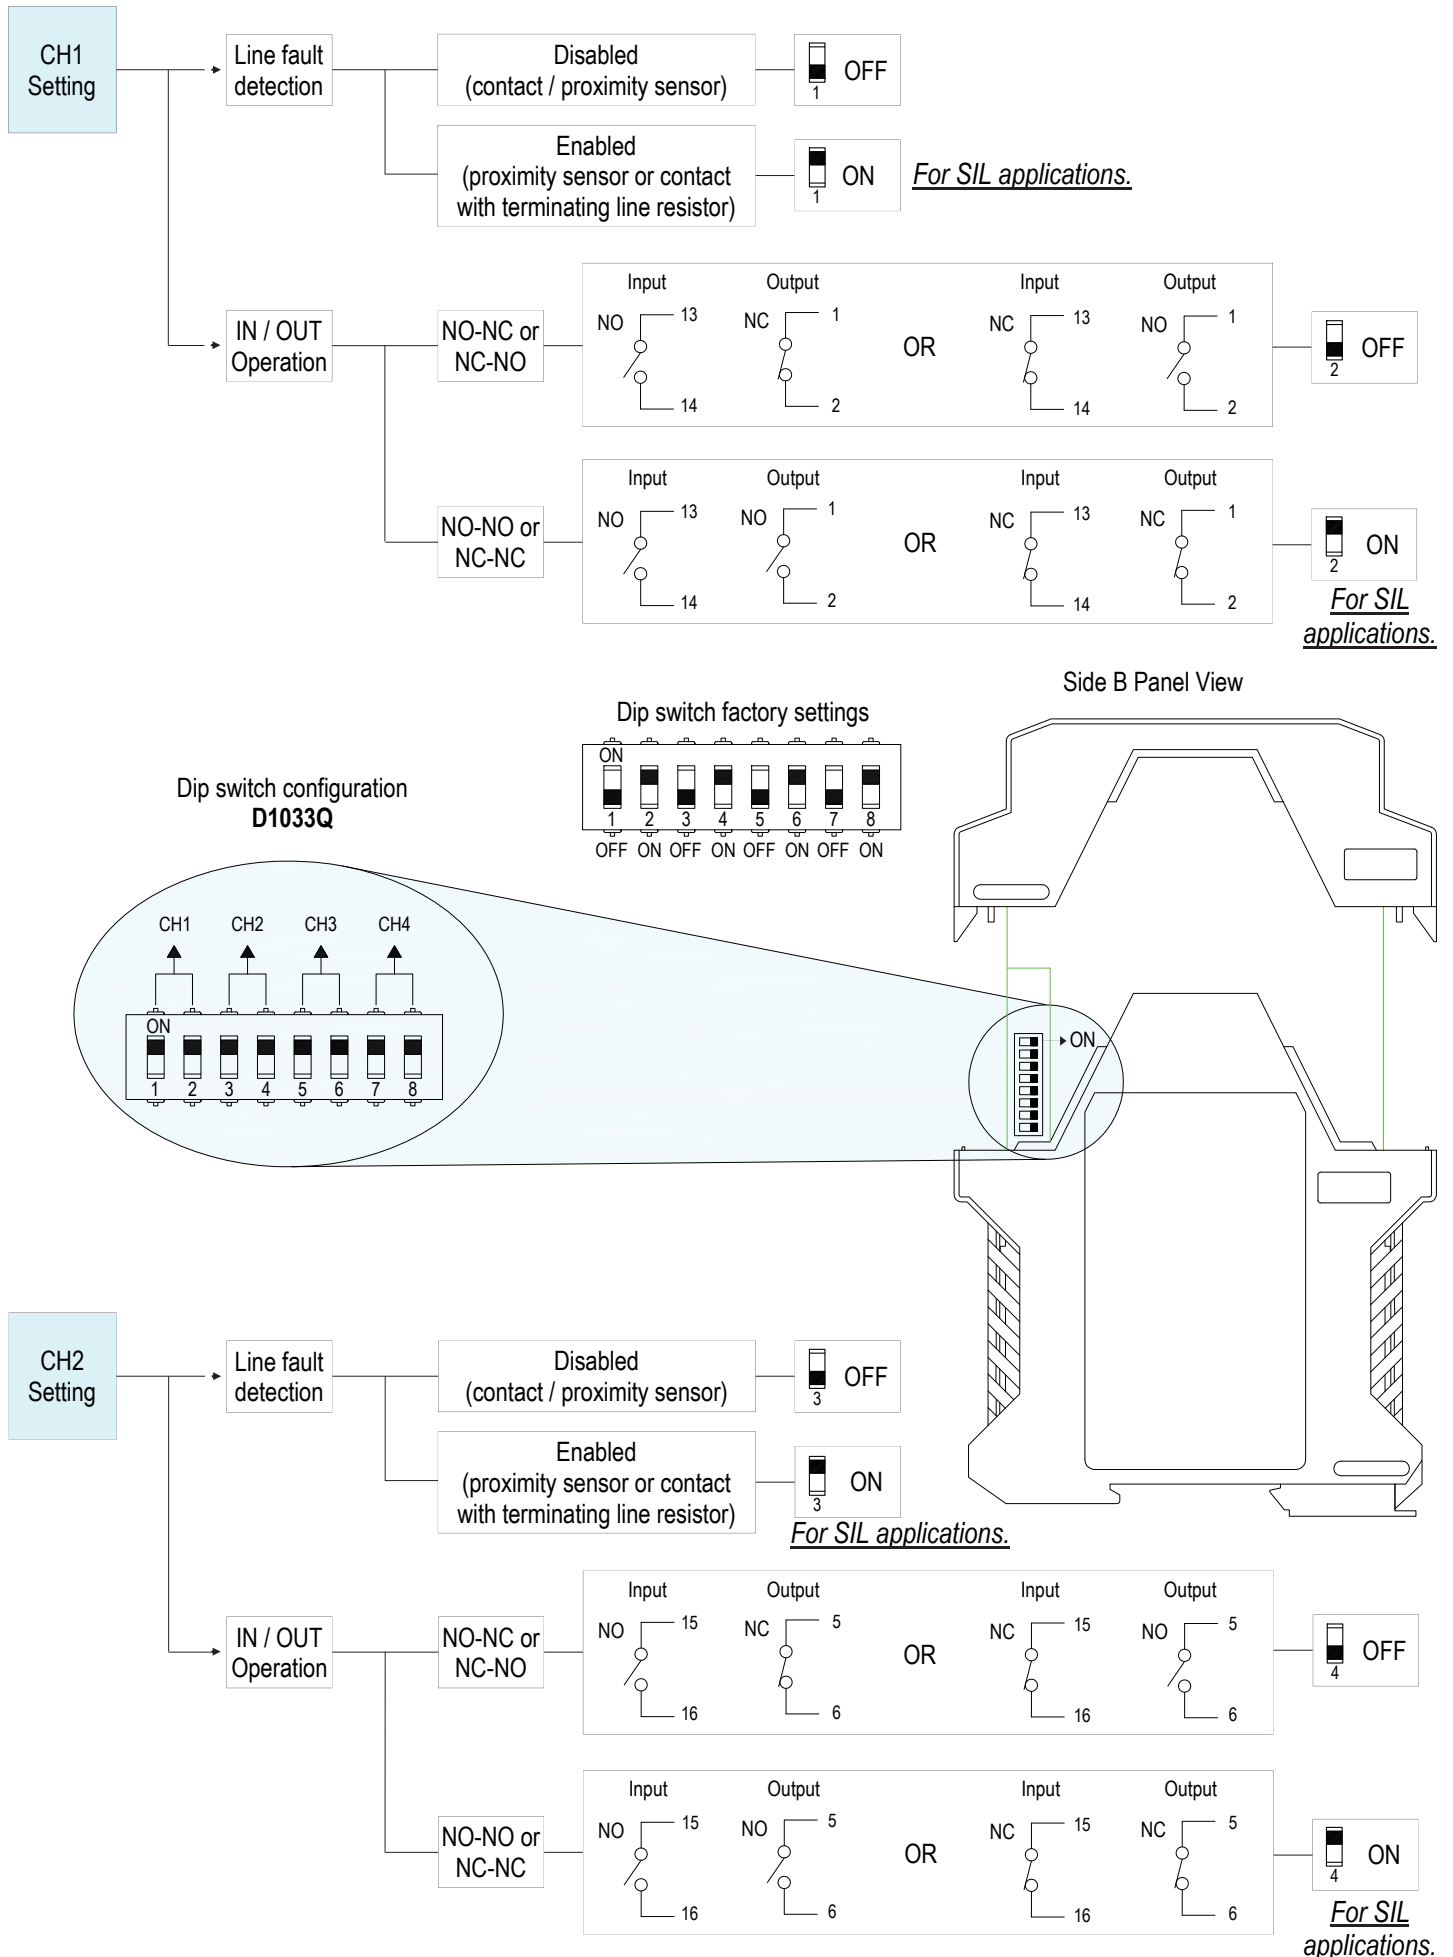 CH1
Setting
Line fault
detection
Disabled
(contact / proximity sensor)
1
OFF
Enabled
(proximity sensor or contact
with terminating line resistor)
1
ON
For SIL applications.
IN / OUT
Operation
NO-NC or
NC-NO
Input
NO
13
14
Output
NC
1
2
OR
Input
NC
13
14
Output
NO
1
2
2
OFF
NO-NO or
NC-NC
Input
NO
13
14
Output
NO
1
2
OR
Input
NC
13
14
Output
NC
1
2
2
ON
For SIL
applications.
Side B Panel View
Dip switch factory settings
ON
1 2 3 4 5 6 7 8
OFF ON OFF ON OFF ON OFF ON
Dip switch configuration
D1033Q
CH1 CH2 CH3 CH4
ON
1 2 3 4 5 6 7 8
ON
CH2
Setting
Line fault
detection
Disabled
(contact / proximity sensor)
3
OFF
Enabled
(proximity sensor or contact
with terminating line resistor)
3
ON
For SIL applications.
IN / OUT
Operation
NO-NC or
NC-NO
Input
NO
15
16
Output
NC
5
6
OR
Input
NC
15
16
Output
NO
5
6
4
OFF
NO-NO or
NC-NC
Input
NO
15
16
Output
NO
5
6
OR
Input
NC
15
16
Output
NC
5
6
4
ON
For SIL
applications.